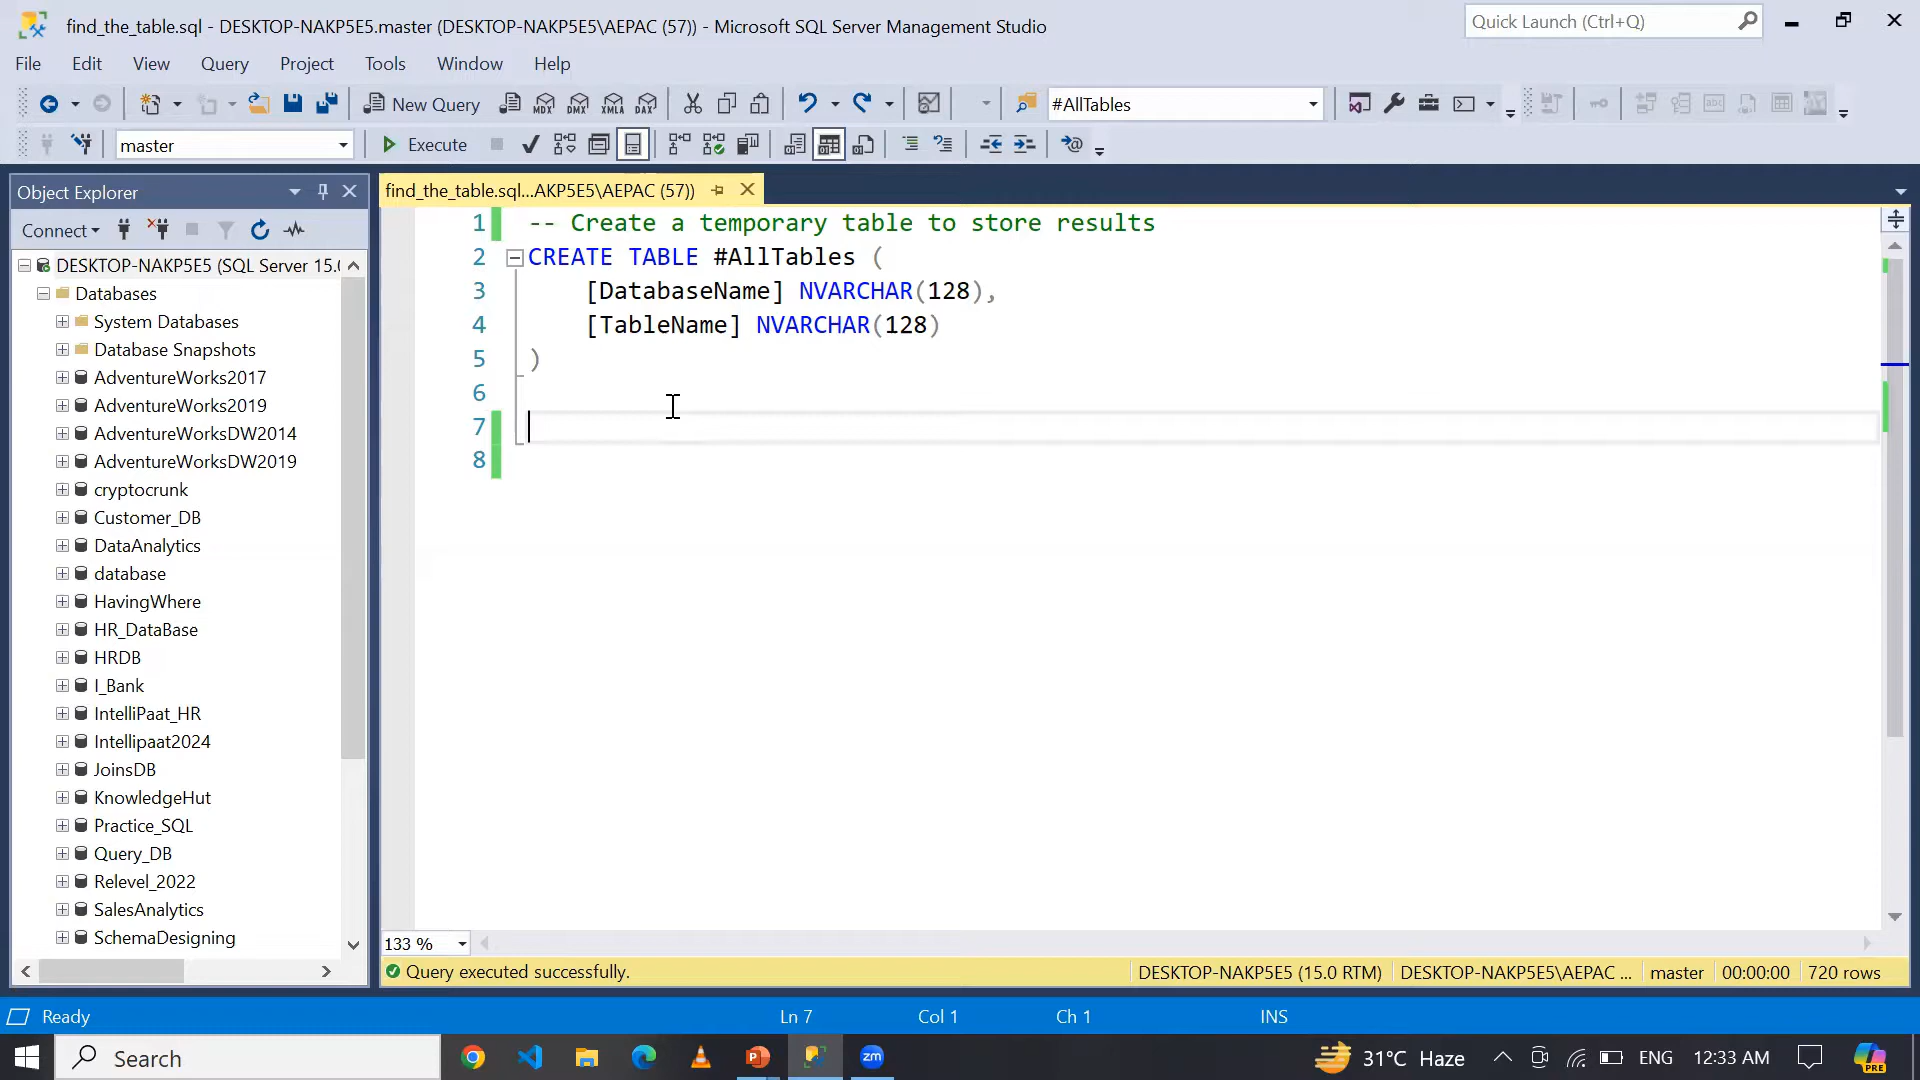 find_the_table.sql - DESKTOP-NAKP5E5.master (DESKTOP-NAKP5E5\AEPAC (57)) - Microsoft SQL Server Management Studio
Quick Launch (Ctrl+Q)
File Edit View Query Project Tools Window Help
New Query MDX DMX XMLA DAX #AllTables
master Execute
Object Explorer
Connect
DESKTOP-NAKP5E5 (SQL Server 15.(
Databases
System Databases
Database Snapshots
AdventureWorks2017
AdventureWorks2019
AdventureWorksDW2014
AdventureWorksDW2019
cryptocrunk
Customer_DB
DataAnalytics
database
HavingWhere
HR_DataBase
HRDB
I_Bank
IntelliPaat_HR
Intellipaat2024
JoinsDB
KnowledgeHut
Practice_SQL
Query_DB
Relevel_2022
SalesAnalytics
SchemaDesigning
find_the_table.sql...AKP5E5\AEPAC (57))
1 -- Create a temporary table to store results
2 CREATE TABLE #AllTables (
3 [DatabaseName] NVARCHAR(128),
4 [TableName] NVARCHAR(128)
5 )
6
7
8
133 %
Query executed successfully. DESKTOP-NAKP5E5 (15.0 RTM) DESKTOP-NAKP5E5\AEPAC ... master 00:00:00 720 rows
Ready Ln 7 Col 1 Ch 1 INS
Search zm 31°C Haze ENG 12:33 AM PRE